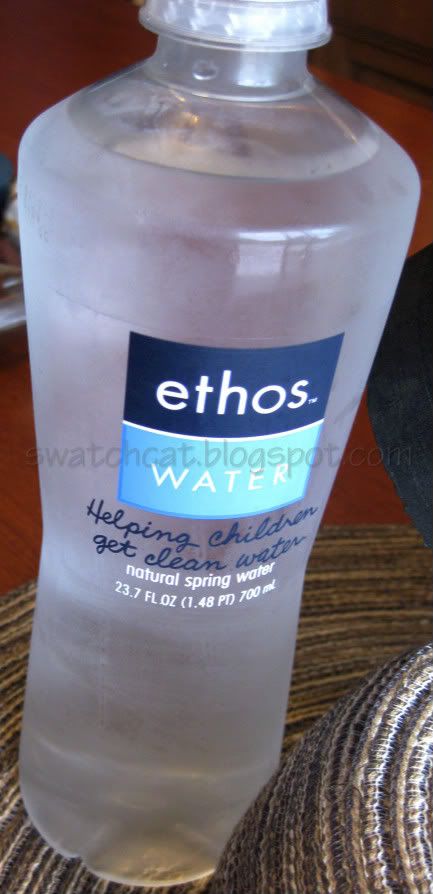 ethos™
swatchcat.blogspot.com
WATER
Helping children
get clean water
natural spring water
23.7 FL OZ (1.48 PT) 700 mL